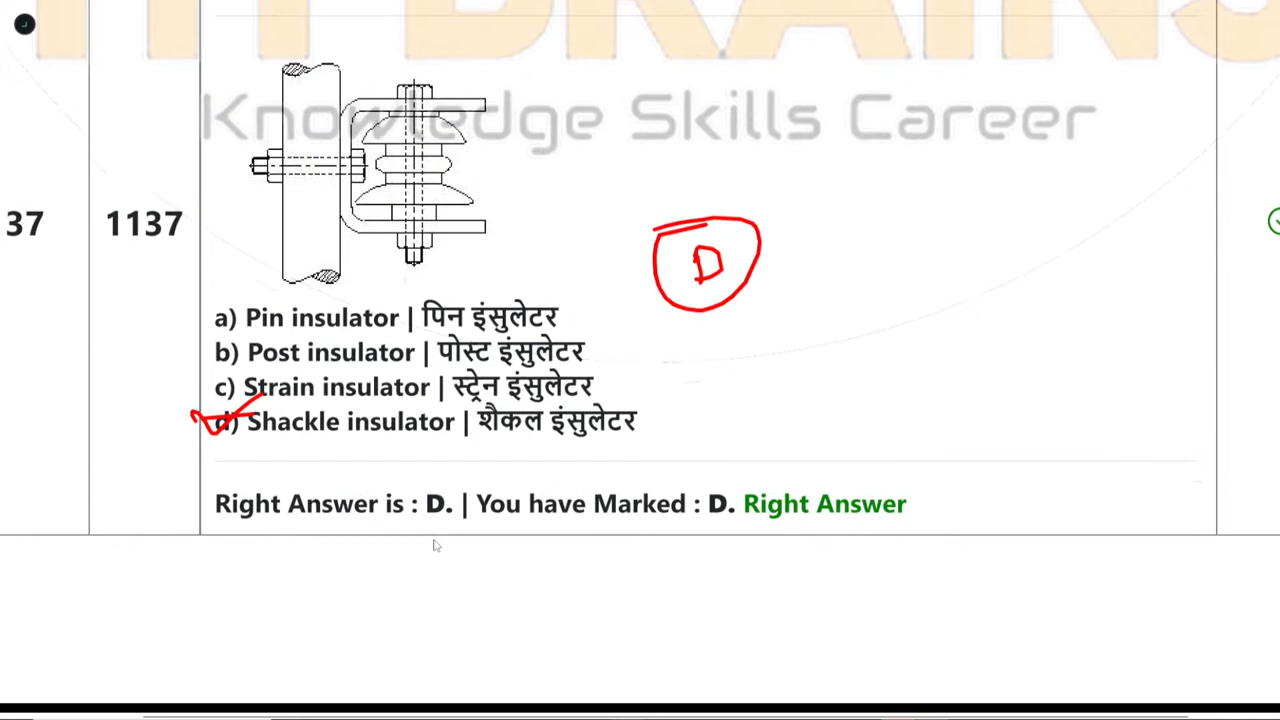 Knowledge Skills Career
37 1137
D
a) Pin insulator | पिन इंसुलेटर
b) Post insulator | पोस्ट इंसुलेटर
c) Strain insulator | स्ट्रेन इंसुलेटर
d) Shackle insulator | शैकल इंसुलेटर
Right Answer is : D. | You have Marked : D. Right Answer